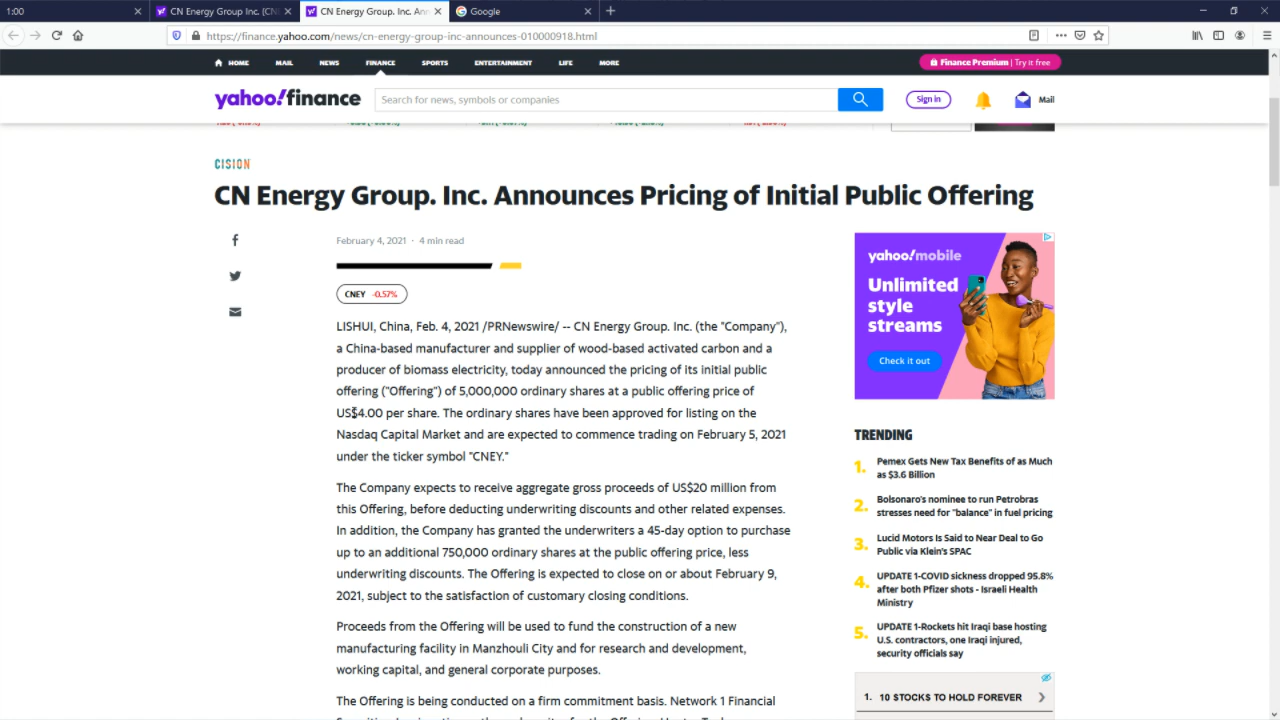 1:00
CN Energy Group Inc. (CN
CN Energy Group. Inc. Ann
Google
https://finance.yahoo.com/news/cn-energy-group-inc-announces-010000918.html
HOME MAIL NEWS FINANCE SPORTS ENTERTAINMENT LIFE MORE
Finance Premium | Try it free
yahoo!finance
Search for news, symbols or companies
Sign in
Mail
CISION
CN Energy Group. Inc. Announces Pricing of Initial Public Offering
February 4, 2021 · 4 min read
CNEY -0.57%
LISHUI, China, Feb. 4, 2021 /PRNewswire/ -- CN Energy Group. Inc. (the "Company"),
a China-based manufacturer and supplier of wood-based activated carbon and a
producer of biomass electricity, today announced the pricing of its initial public
offering ("Offering") of 5,000,000 ordinary shares at a public offering price of
US$4.00 per share. The ordinary shares have been approved for listing on the
Nasdaq Capital Market and are expected to commence trading on February 5, 2021
under the ticker symbol "CNEY."
The Company expects to receive aggregate gross proceeds of US$20 million from
this Offering, before deducting underwriting discounts and other related expenses.
In addition, the Company has granted the underwriters a 45-day option to purchase
up to an additional 750,000 ordinary shares at the public offering price, less
underwriting discounts. The Offering is expected to close on or about February 9,
2021, subject to the satisfaction of customary closing conditions.
Proceeds from the Offering will be used to fund the construction of a new
manufacturing facility in Manzhouli City and for research and development,
working capital, and general corporate purposes.
The Offering is being conducted on a firm commitment basis. Network 1 Financial
yahoo!mobile
Unlimited
style
streams
Check it out
TRENDING
1. Pemex Gets New Tax Benefits of as Much
as $3.6 Billion
2. Bolsonaro's nominee to run Petrobras
stresses need for "balance" in fuel pricing
3. Lucid Motors Is Said to Near Deal to Go
Public via Klein's SPAC
4. UPDATE 1-COVID sickness dropped 95.8%
after both Pfizer shots - Israeli Health
Ministry
5. UPDATE 1-Rockets hit Iraqi base hosting
U.S. contractors, one Iraqi injured,
security officials say
1. 10 STOCKS TO HOLD FOREVER